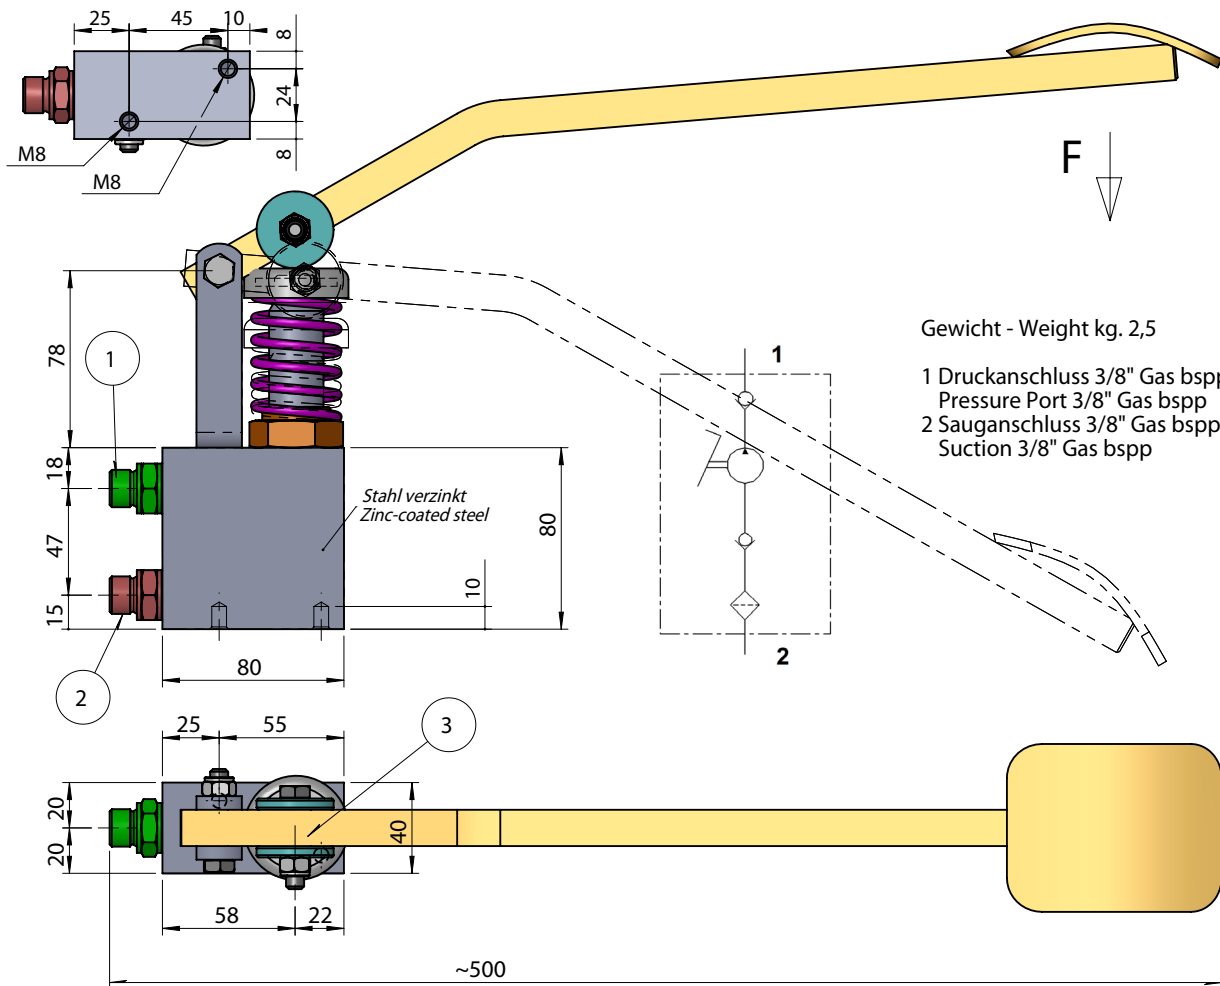 25 45 10
8
24
8
M8
M8
F
78
1
Gewicht - Weight kg. 2,5
1
1 Druckanschluss 3/8" Gas bspp
Pressure Port 3/8" Gas bspp
2 Sauganschluss 3/8" Gas bspp
Suction 3/8" Gas bspp
18
Stahl verzinkt
Zinc-coated steel
47
80
10
15
2
80
2
25 55
3
20
40
20
58 22
~500